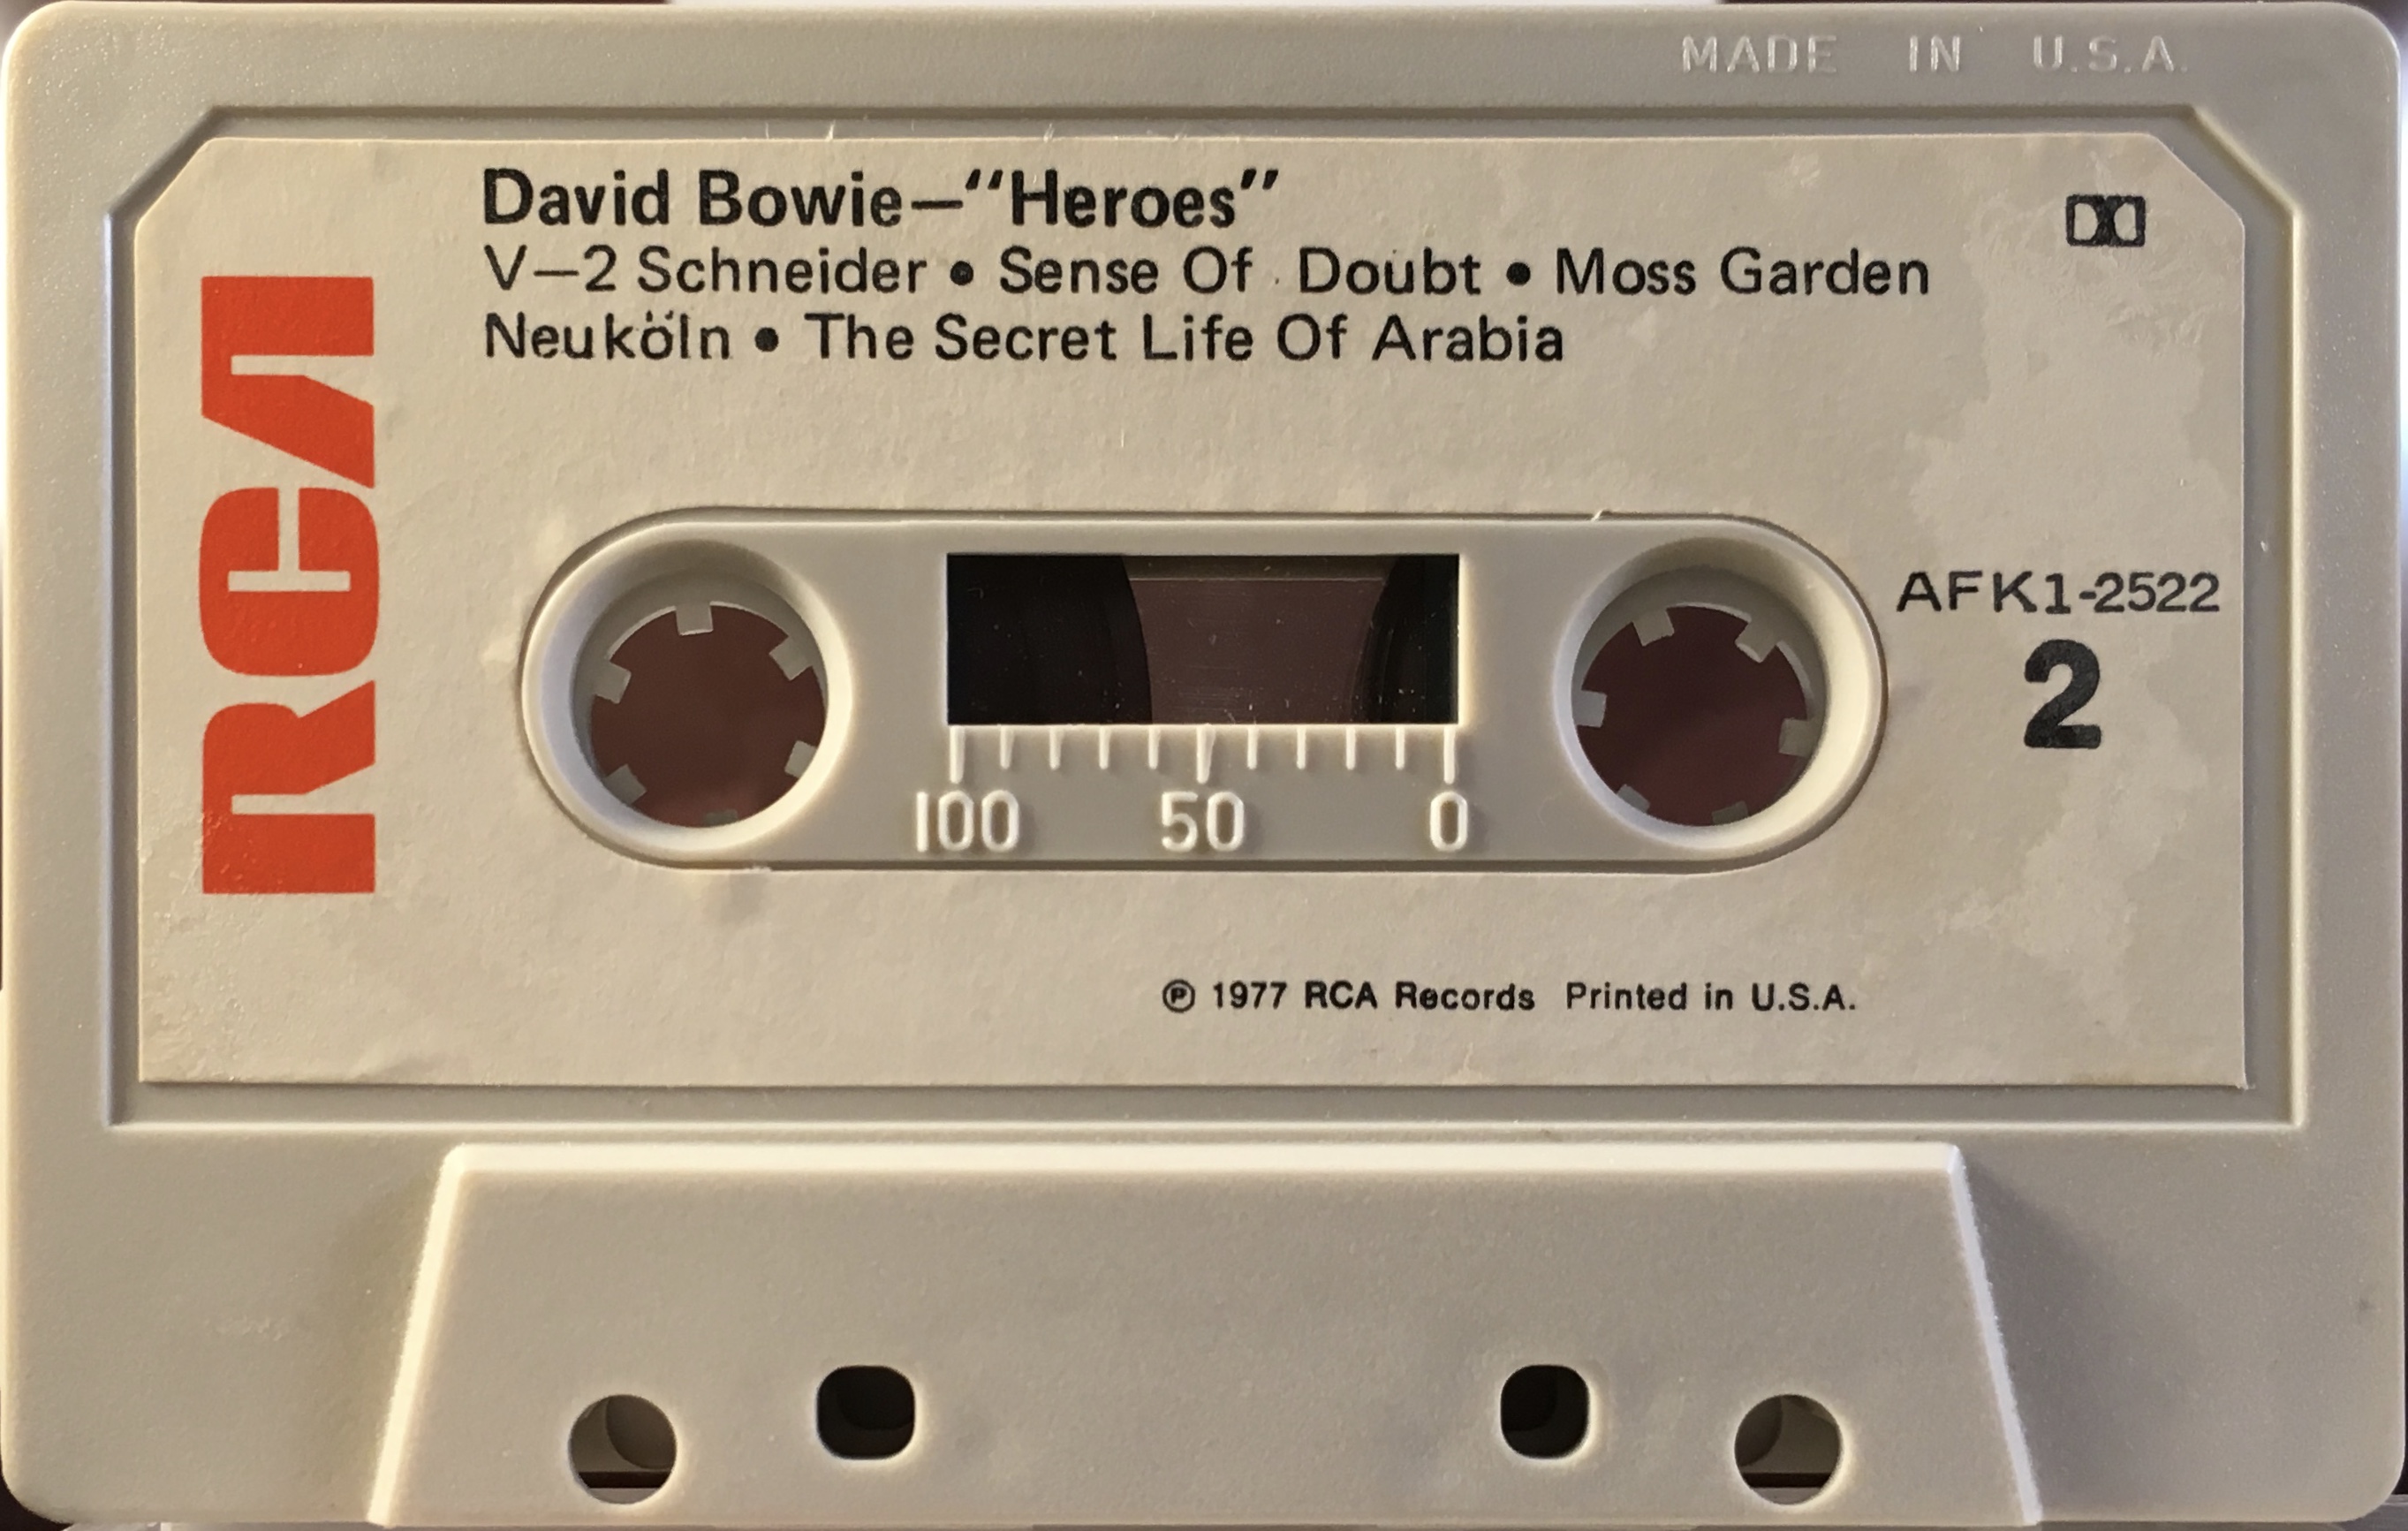 MADE IN U.S.A.
David Bowie—“Heroes”
V—2 Schneider • Sense Of Doubt • Moss Garden
Neuköln • The Secret Life Of Arabia
RCA
AFK1-2522
2
100 50 0
℗ 1977 RCA Records Printed in U.S.A.